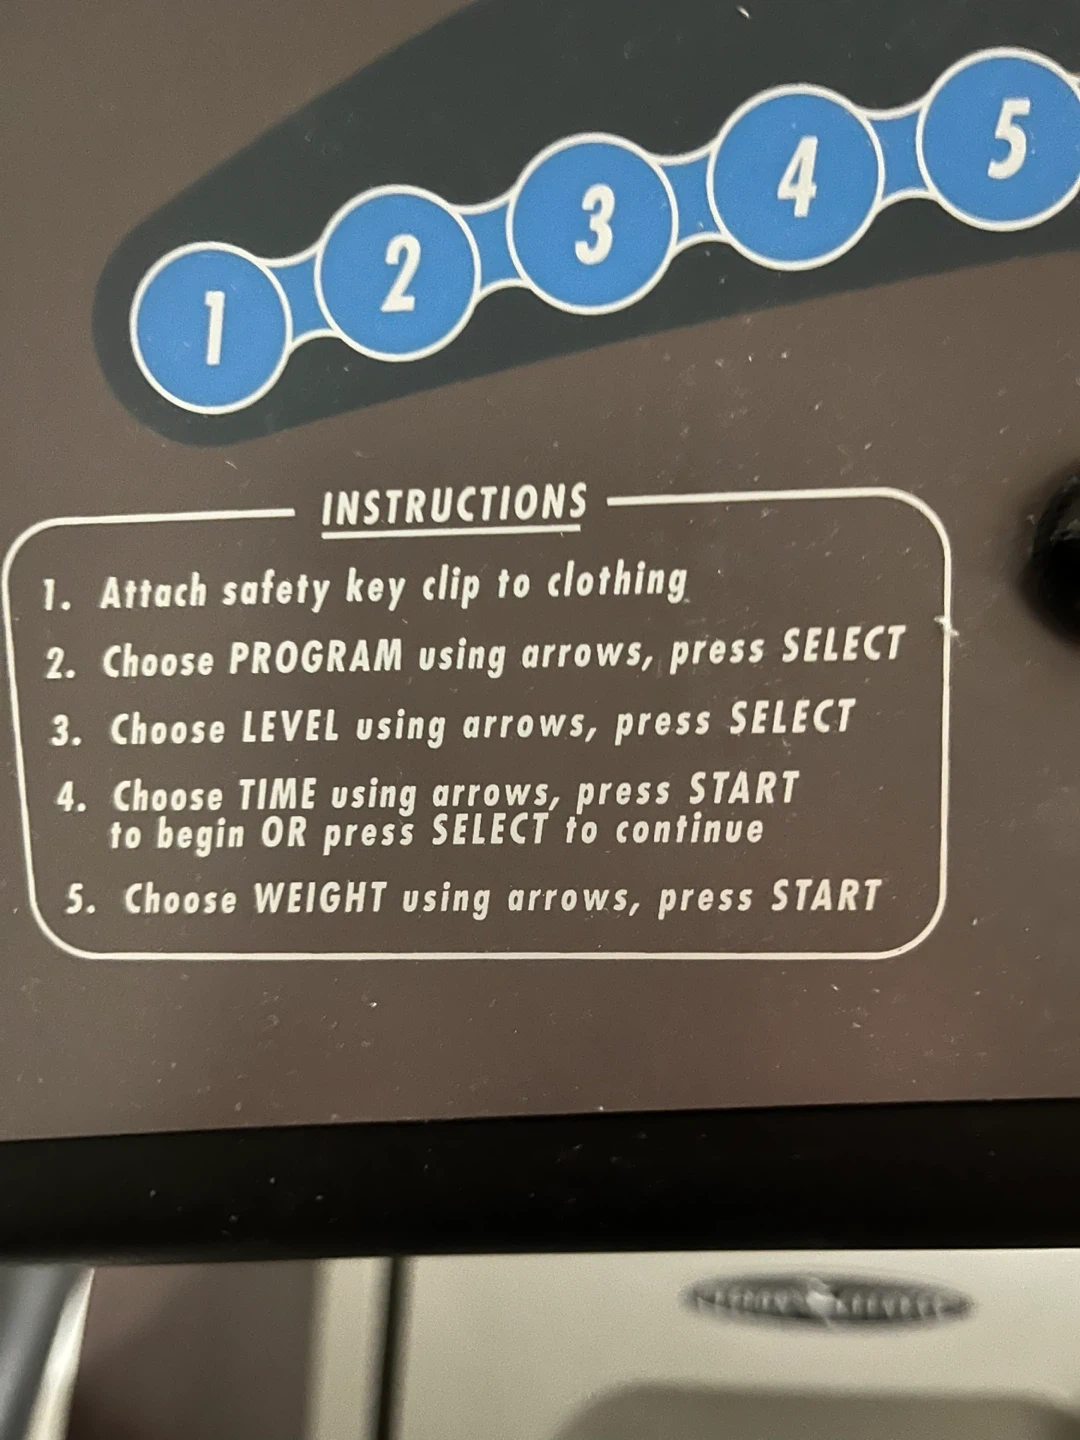 1 2 3 4 5
INSTRUCTIONS
1. Attach safety key clip to clothing
2. Choose PROGRAM using arrows, press SELECT
3. Choose LEVEL using arrows, press SELECT
4. Choose TIME using arrows, press START
to begin OR press SELECT to continue
5. Choose WEIGHT using arrows, press START